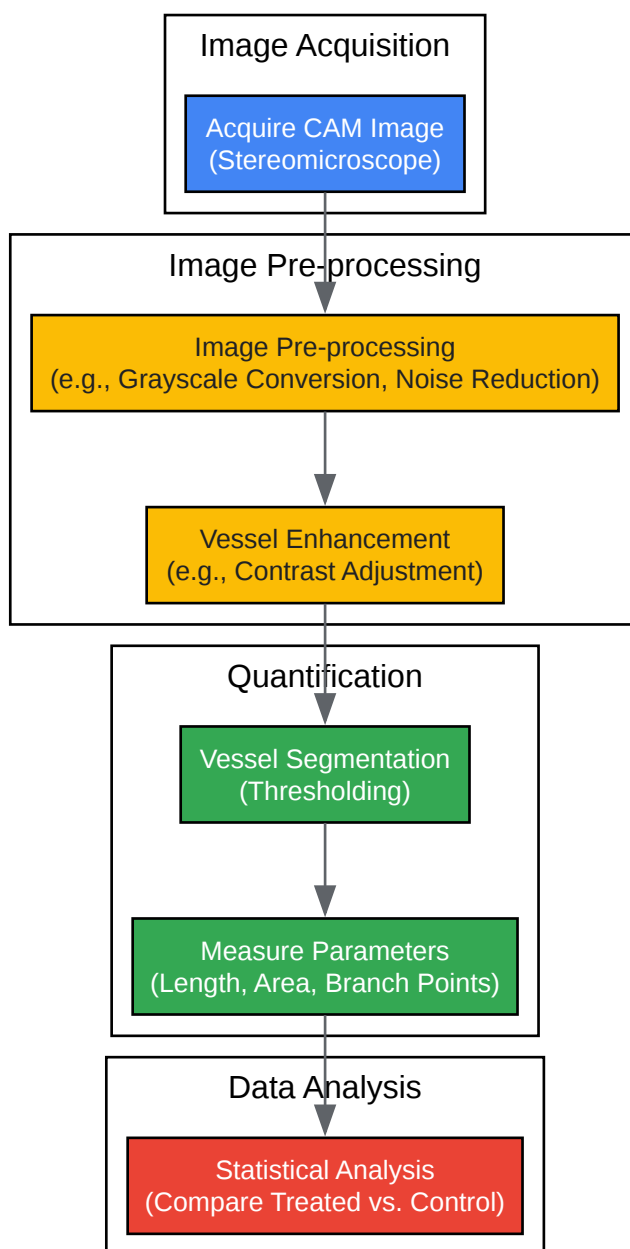 Image Acquisition
Acquire CAM Image
(Stereomicroscope)
Image Pre-processing
Image Pre-processing
(e.g., Grayscale Conversion, Noise Reduction)
Vessel Enhancement
(e.g., Contrast Adjustment)
Quantification
Vessel Segmentation
(Thresholding)
Measure Parameters
(Length, Area, Branch Points)
Data Analysis
Statistical Analysis
(Compare Treated vs. Control)